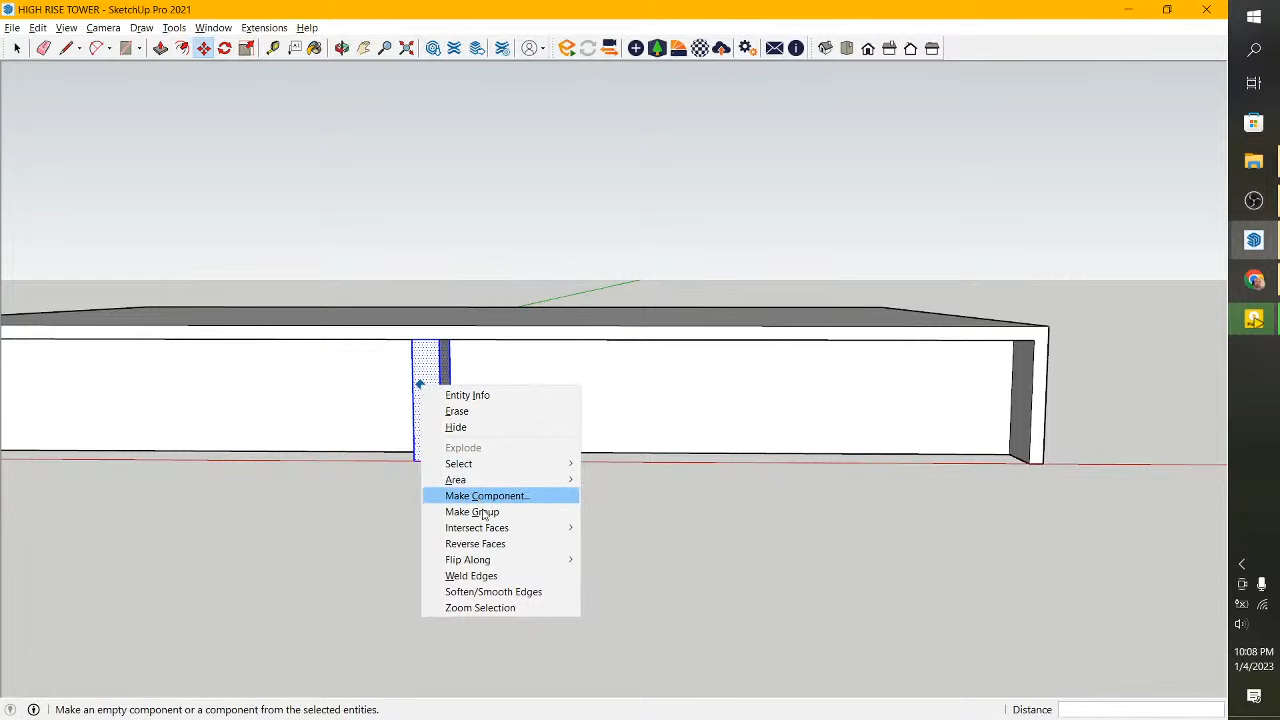 HIGH RISE TOWER - SketchUp Pro 2021
File Edit View Camera Draw Tools Window Extensions Help
Entity Info
Erase
Hide
Explode
Select
Area
Make Component...
Make Group
Intersect Faces
Reverse Faces
Flip Along
Weld Edges
Soften/Smooth Edges
Zoom Selection
10:08 PM
1/4/2023
Make an empty component or a component from the selected entities.
Distance